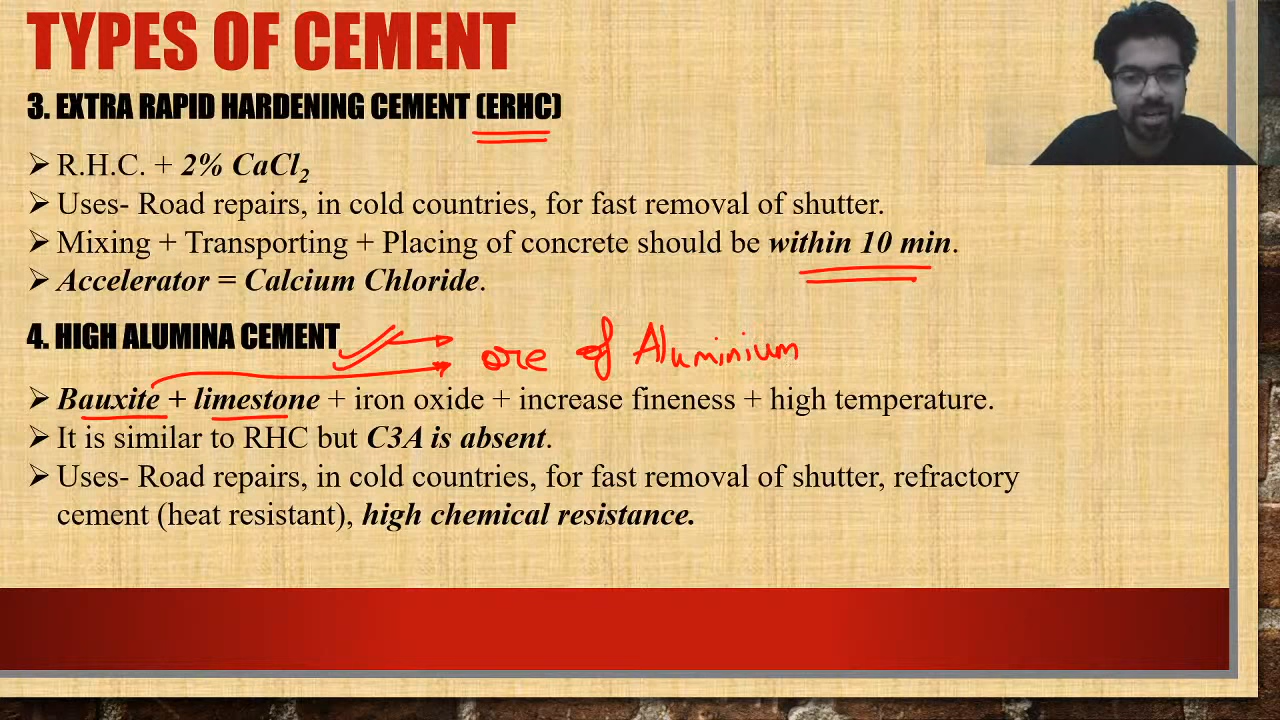 TYPES OF CEMENT
3. EXTRA RAPID HARDENING CEMENT (ERHC)
➤ R.H.C. + 2% CaCl₂
➤ Uses- Road repairs, in cold countries, for fast removal of shutter.
➤ Mixing + Transporting + Placing of concrete should be within 10 min.
➤ Accelerator = Calcium Chloride.
4. HIGH ALUMINA CEMENT
ore of Aluminium
➤ Bauxite + limestone + iron oxide + increase fineness + high temperature.
➤ It is similar to RHC but C3A is absent.
➤ Uses- Road repairs, in cold countries, for fast removal of shutter, refractory
cement (heat resistant), high chemical resistance.